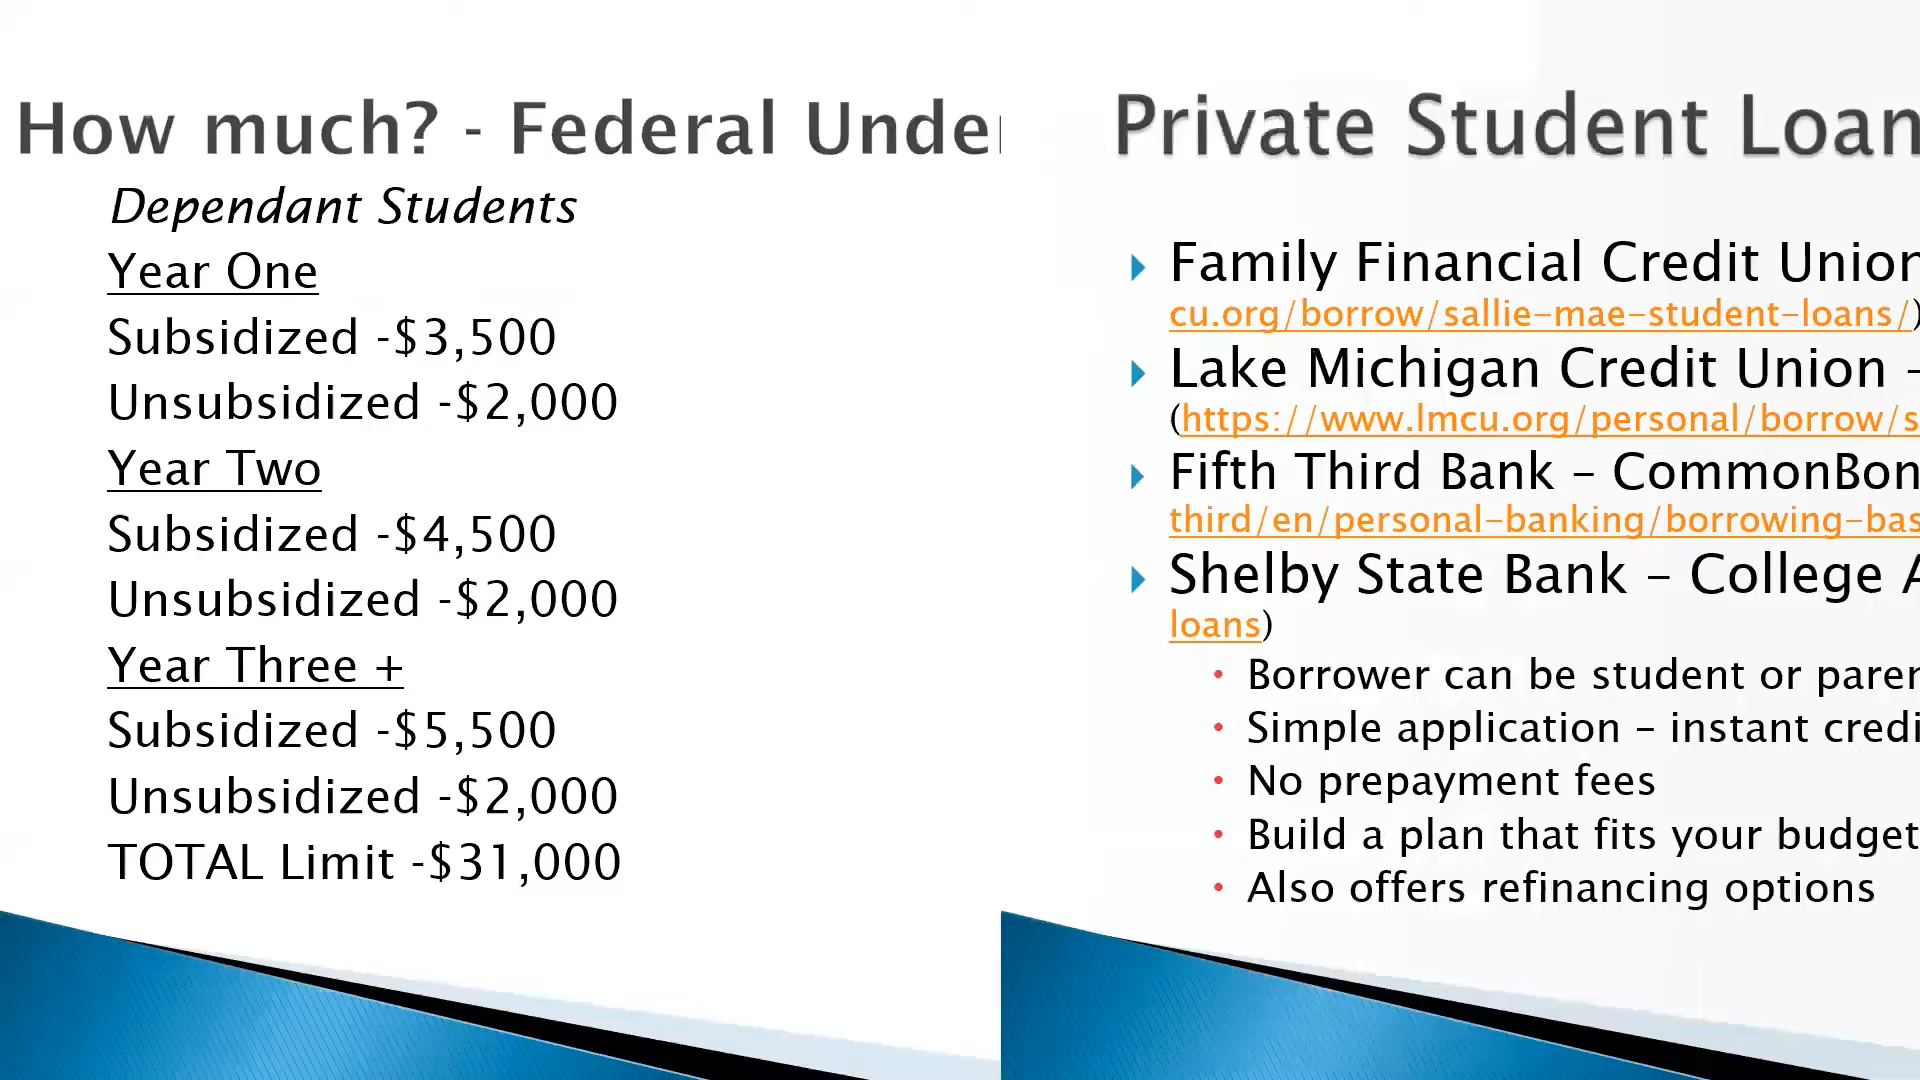 How much? - Federal Under
Dependant Students
Year One
Subsidized -$3,500
Unsubsidized -$2,000
Year Two
Subsidized -$4,500
Unsubsidized -$2,000
Year Three +
Subsidized -$5,500
Unsubsidized -$2,000
TOTAL Limit -$31,000
Private Student Loan
Family Financial Credit Union
cu.org/borrow/sallie-mae-student-loans/)
Lake Michigan Credit Union –
(https://www.lmcu.org/personal/borrow/s
Fifth Third Bank – CommonBon
third/en/personal-banking/borrowing-bas
Shelby State Bank – College A
loans)
Borrower can be student or paren
Simple application – instant credi
No prepayment fees
Build a plan that fits your budget
Also offers refinancing options